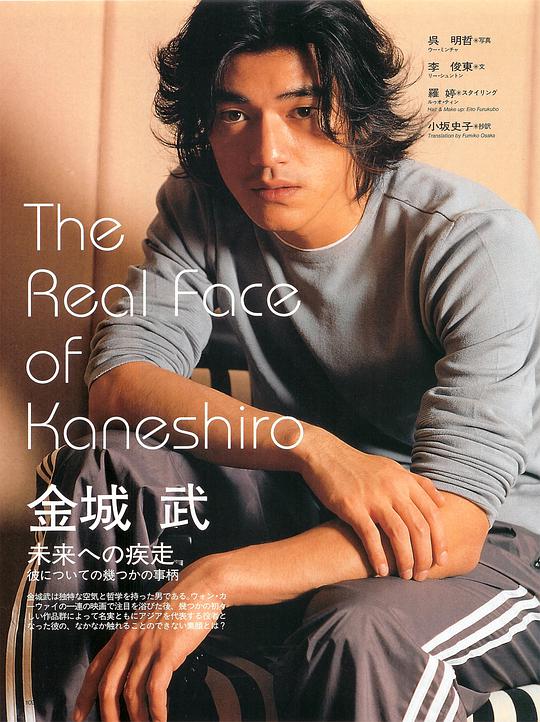 呉　明哲＊写真
ウー・ミンチャ
李　俊東＊文
リー・シュントン
羅　婷＊スタイリング
ルゥオ・ティン
Hair & Make up: Eito Furukubo
小坂史子＊抄訳
Translation by Fumiko Osaka
The
Real Face
of
Kaneshiro
金城 武
未来への疾走
彼についての幾つかの事柄
金城武は独特な空気と哲学を持った男である。ウォン・カ
ーウァイの一連の映画で注目を浴びた後、幾つかの初々
しい作品群によって名実ともにアジアを代表する役者と
なった彼の、なかなか触れることのできない素顔とは?